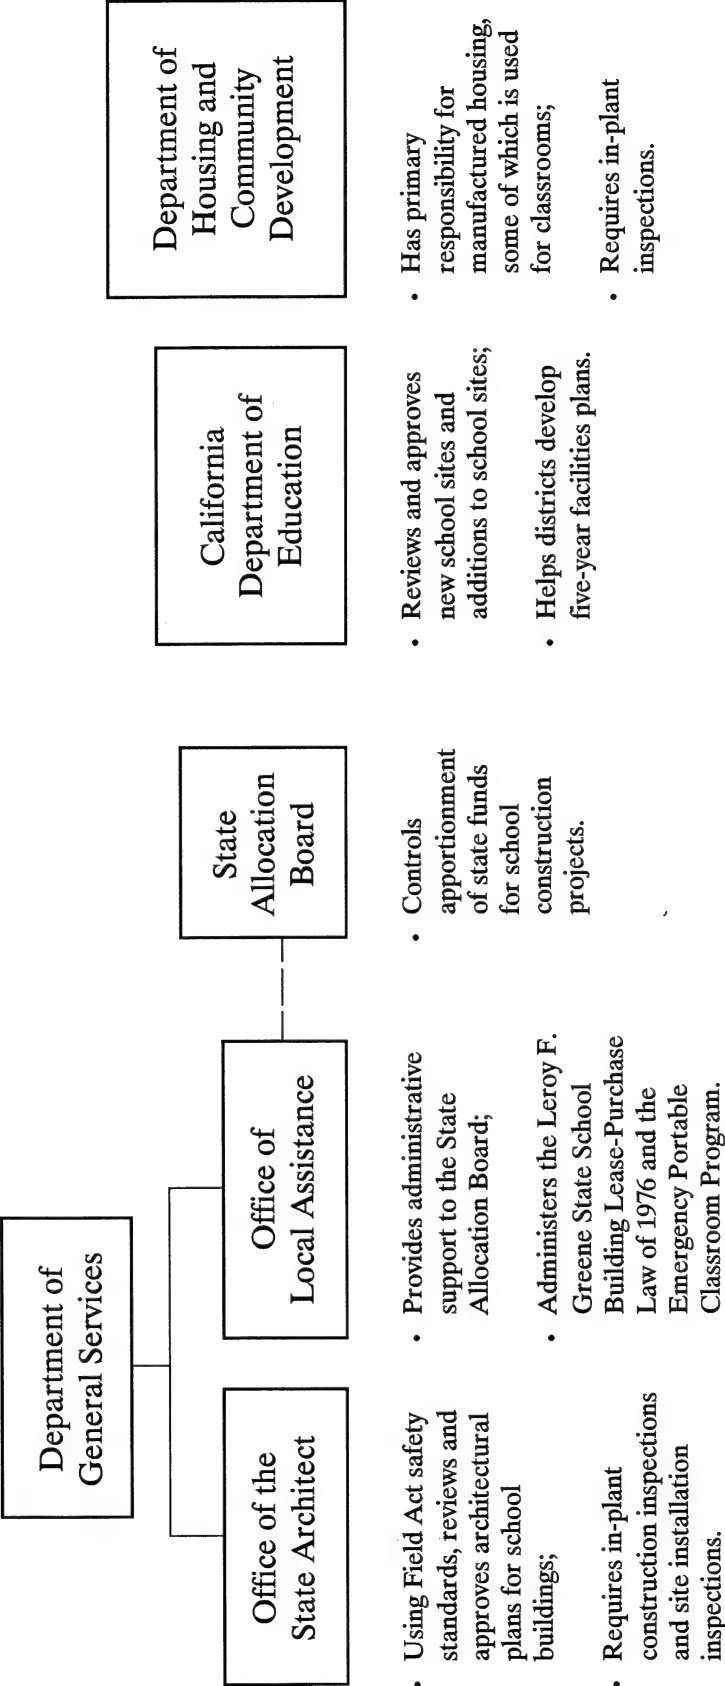 Department of
General Services
Office of the
State Architect
• Using Field Act safety
standards, reviews and
approves architectural
plans for school
buildings;
• Requires in-plant
construction inspections
and site installation
inspections.
Office of
Local Assistance
• Provides administrative
support to the State
Allocation Board;
• Administers the Leroy F.
Greene State School
Building Lease-Purchase
Law of 1976 and the
Emergency Portable
Classroom Program.
State
Allocation
Board
• Controls
apportionment
of state funds
for school
construction
projects.
California
Department of
Education
• Reviews and approves
new school sites and
additions to school sites;
• Helps districts develop
five-year facilities plans.
Department of
Housing and
Community
Development
• Has primary
responsibility for
manufactured housing,
some of which is used
for classrooms;
• Requires in-plant
inspections.